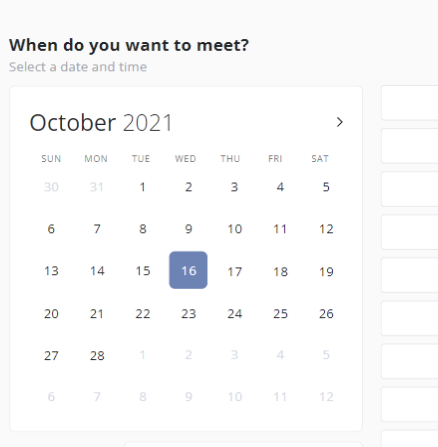 When do you want to meet?
Select a date and time
October 2021 >
SUN MON TUE WED THU FRI SAT
30 31 1 2 3 4 5
6 7 8 9 10 11 12
13 14 15 16 17 18 19
20 21 22 23 24 25 26
27 28 1 2 3 4 5
6 7 8 9 10 11 12